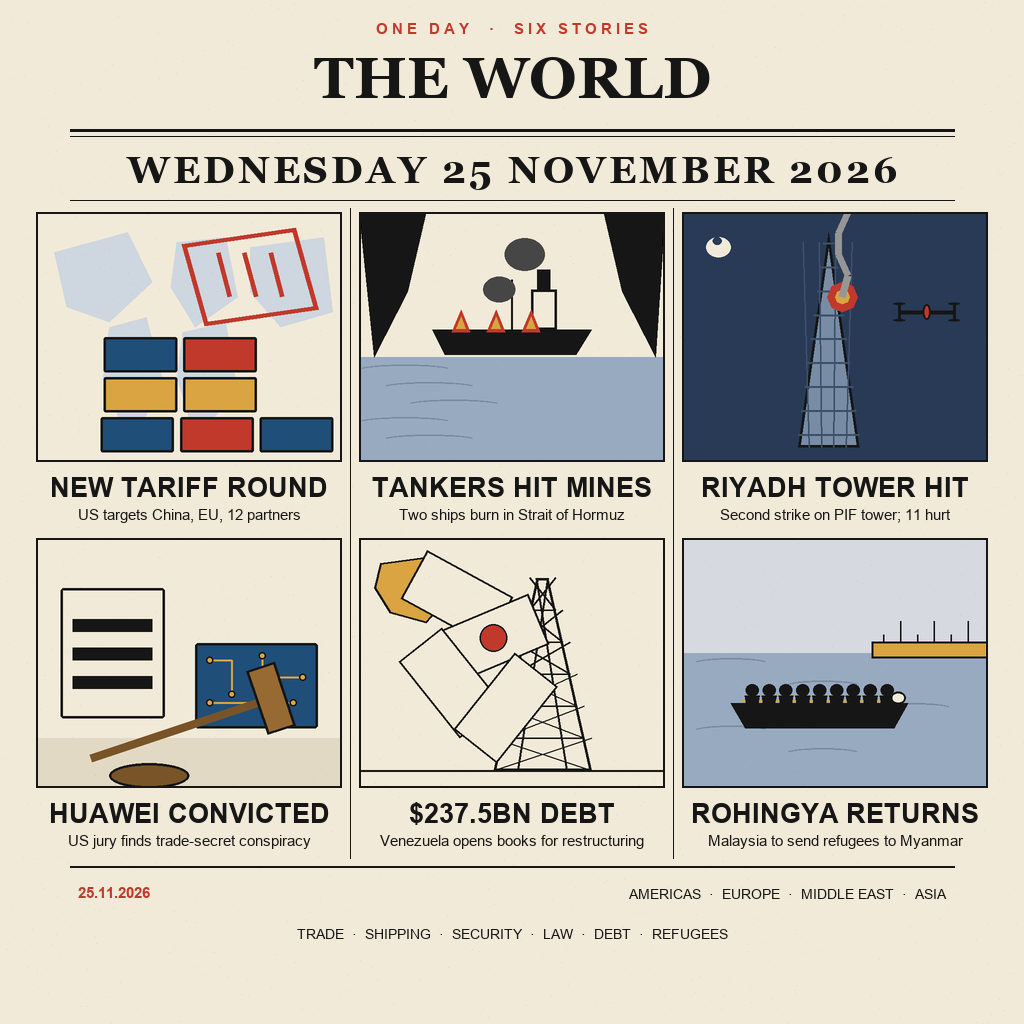 ONE DAY · SIX STORIES
THE WORLD
WEDNESDAY 25 NOVEMBER 2026
NEW TARIFF ROUND
US targets China, EU, 12 partners
TANKERS HIT MINES
Two ships burn in Strait of Hormuz
RIYADH TOWER HIT
Second strike on PIF tower; 11 hurt
HUAWEI CONVICTED
US jury finds trade-secret conspiracy
$237.5BN DEBT
Venezuela opens books for restructuring
ROHINGYA RETURNS
Malaysia to send refugees to Myanmar
25.11.2026
AMERICAS · EUROPE · MIDDLE EAST · ASIA
TRADE · SHIPPING · SECURITY · LAW · DEBT · REFUGEES